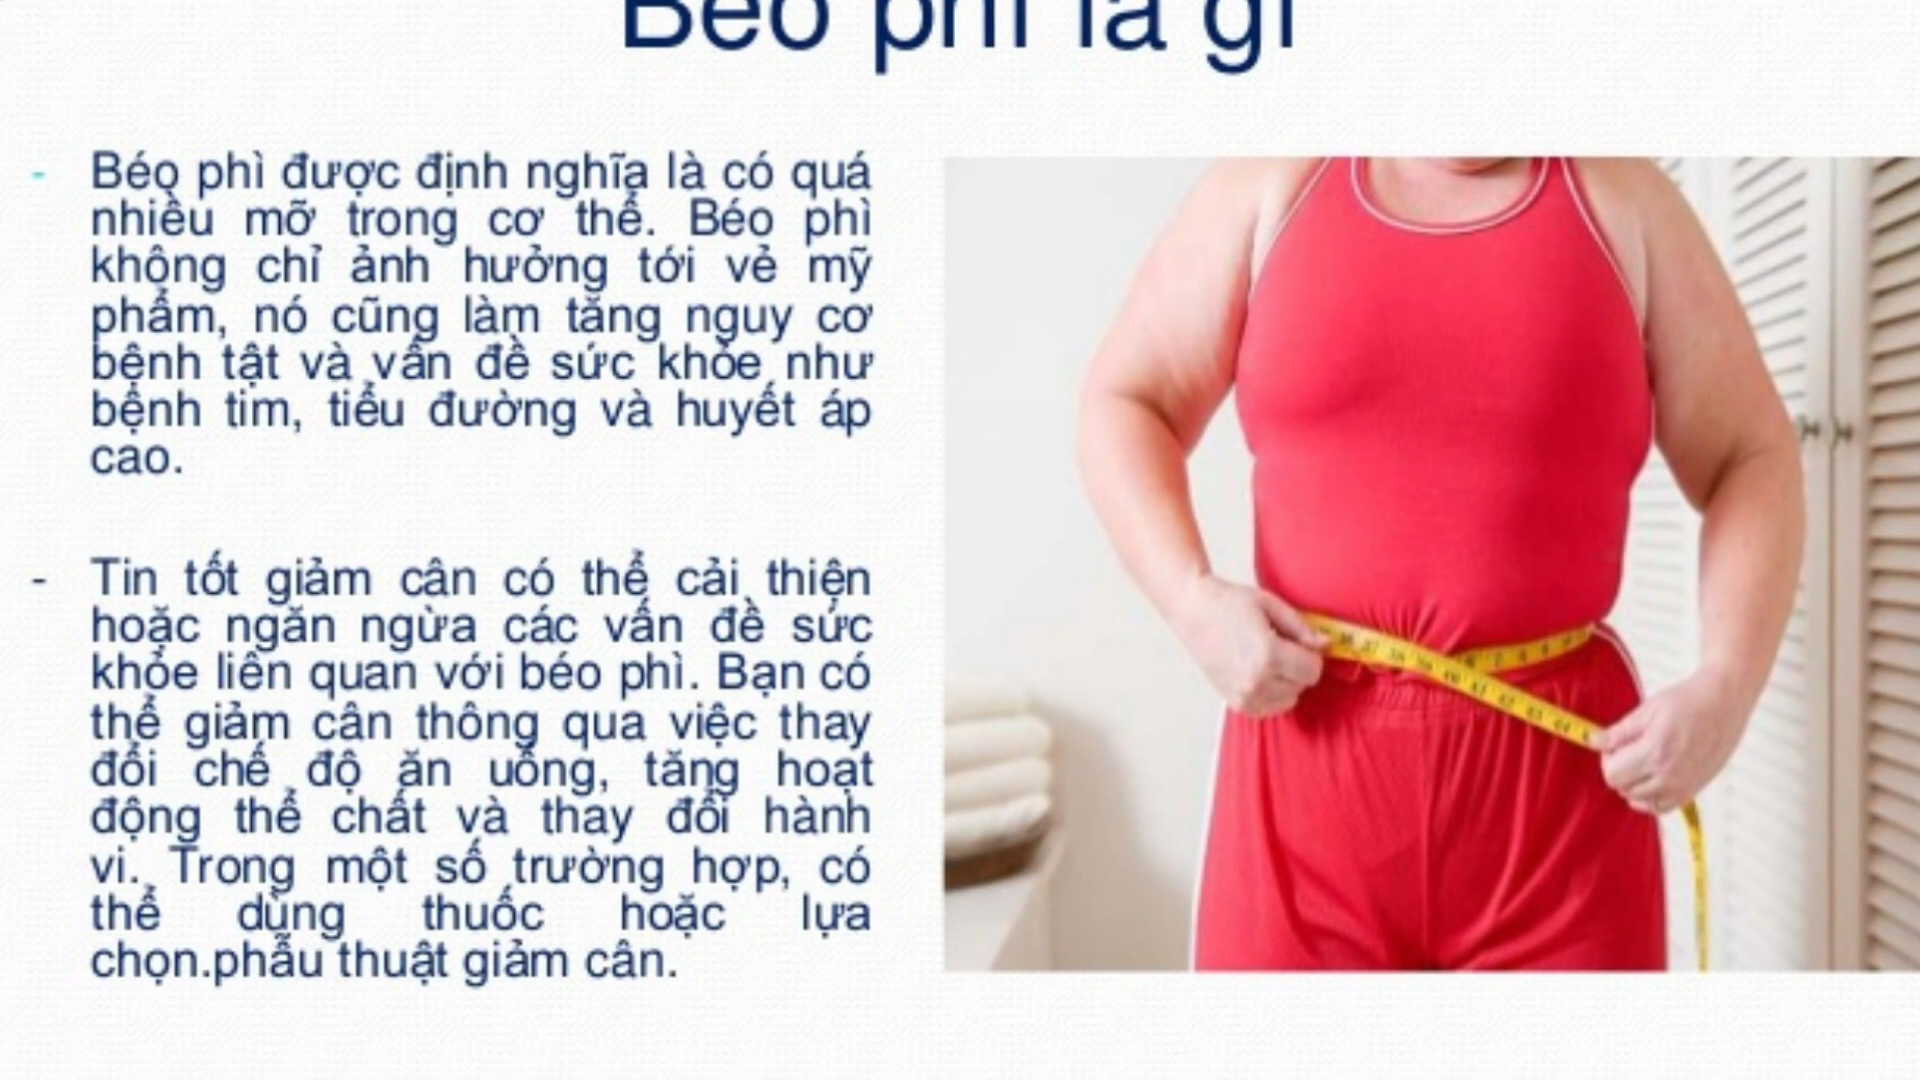 Béo phì là gì
- Béo phì được định nghĩa là có quá
nhiều mỡ trong cơ thể. Béo phì
không chỉ ảnh hưởng tới vẻ mỹ
phẩm, nó cũng làm tăng nguy cơ
bệnh tật và vấn đề sức khỏe như
bệnh tim, tiểu đường và huyết áp
cao.
- Tin tốt giảm cân có thể cải thiện
hoặc ngăn ngừa các vấn đề sức
khỏe liên quan với béo phì. Bạn có
thể giảm cân thông qua việc thay
đổi chế độ ăn uống, tăng hoạt
động thể chất và thay đổi hành
vi. Trong một số trường hợp, có
thể dùng thuốc hoặc lựa
chọn.phẫu thuật giảm cân.